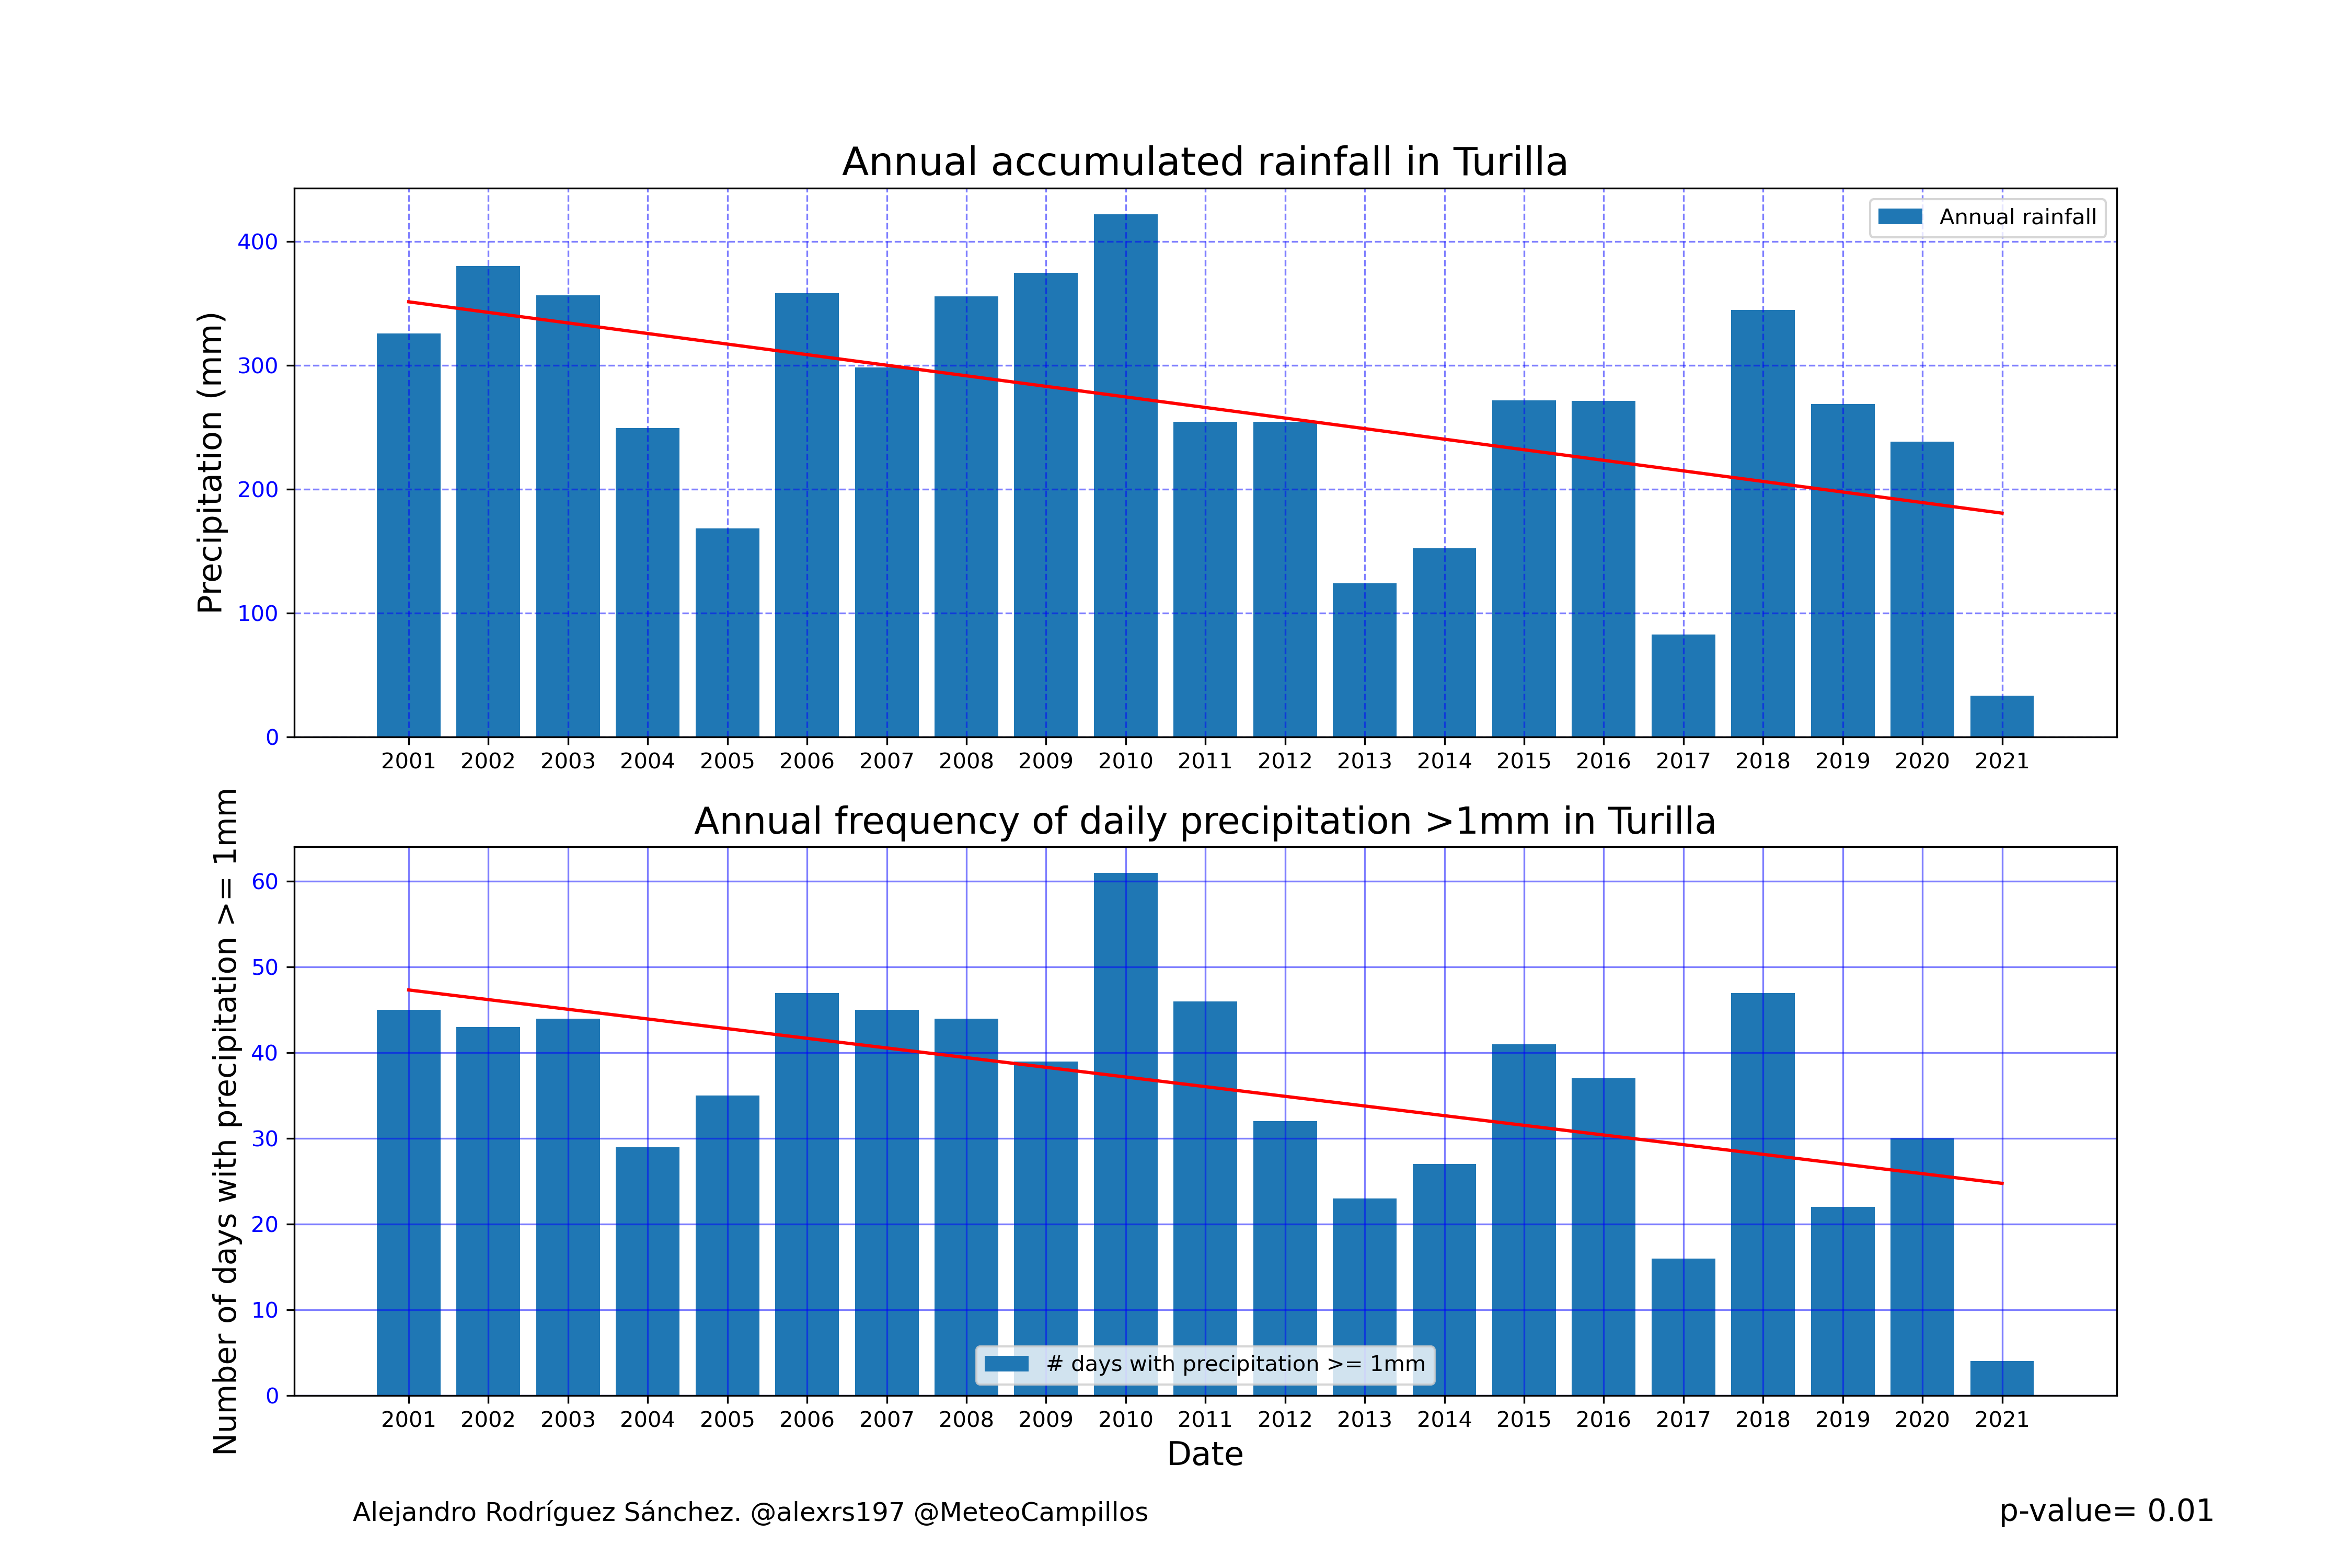 Annual accumulated rainfall in Turilla
Annual rainfall
Precipitation (mm)
400
300
200
100
0
2001 2002 2003 2004 2005 2006 2007 2008 2009 2010 2011 2012 2013 2014 2015 2016 2017 2018 2019 2020 2021
Annual frequency of daily precipitation >1mm in Turilla
Number of days with precipitation >= 1mm
60
50
40
30
20
10
0
# days with precipitation >= 1mm
2001 2002 2003 2004 2005 2006 2007 2008 2009 2010 2011 2012 2013 2014 2015 2016 2017 2018 2019 2020 2021
Date
Alejandro Rodríguez Sánchez. @alexrs197 @MeteoCampillos
p-value= 0.01